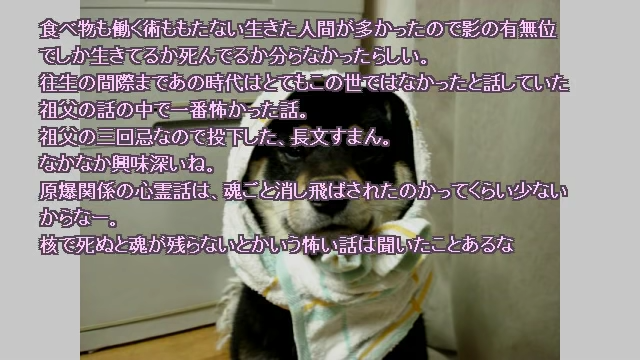 食べ物も働く術ももたない生きた人間が多かったので影の有無位
でしか生きてるか死んでるか分らなかったらしい。
往生の間際まであの時代はとてもこの世ではなかったと話していた
祖父の話の中で一番怖かった話。
祖父の三回忌なので投下した、長文すまん。
なかなか興味深いね。
原爆関係の心霊話は、魂ごと消し飛ばされたのかってくらい少ない
からなー。
核で死ぬと魂が残らないとかいう怖い話は聞いたことあるな